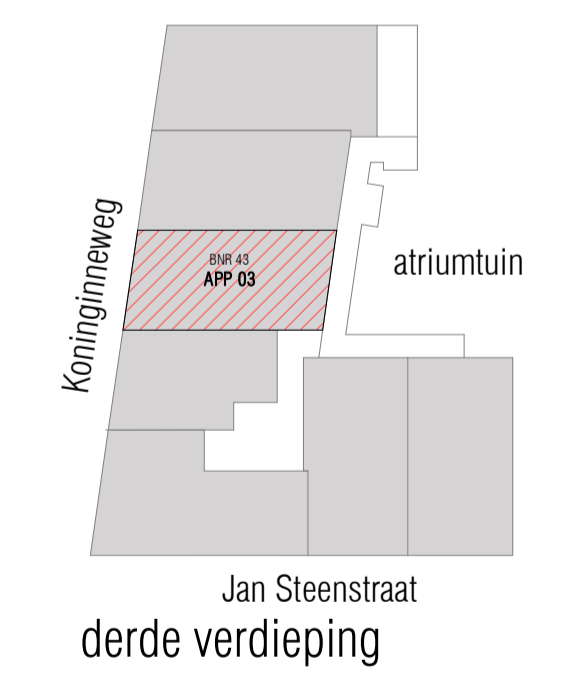 BNR 43
APP 03
atriumtuin
Koninginneweg
Jan Steenstraat
derde verdieping